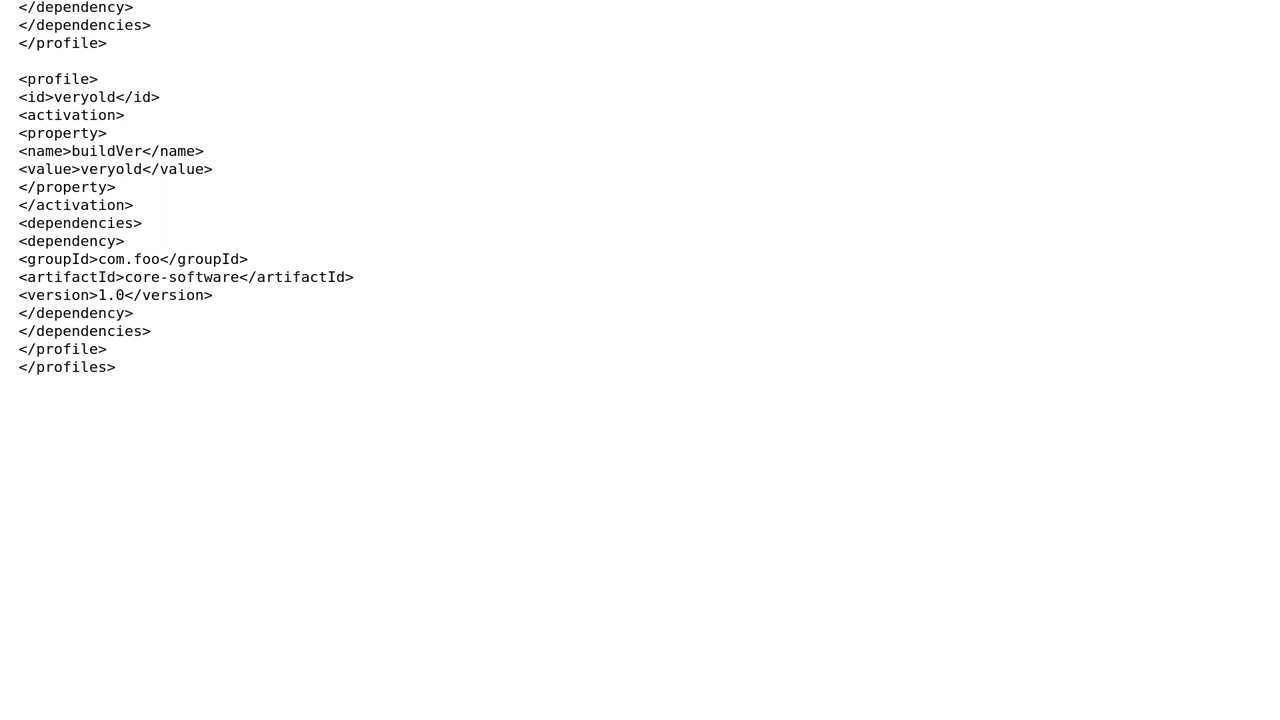 </dependency>
</dependencies>
</profile>

<profile>
<id>veryold</id>
<activation>
<property>
<name>buildVer</name>
<value>veryold</value>
</property>
</activation>
<dependencies>
<dependency>
<groupId>com.foo</groupId>
<artifactId>core-software</artifactId>
<version>1.0</version>
</dependency>
</dependencies>
</profile>
</profiles>